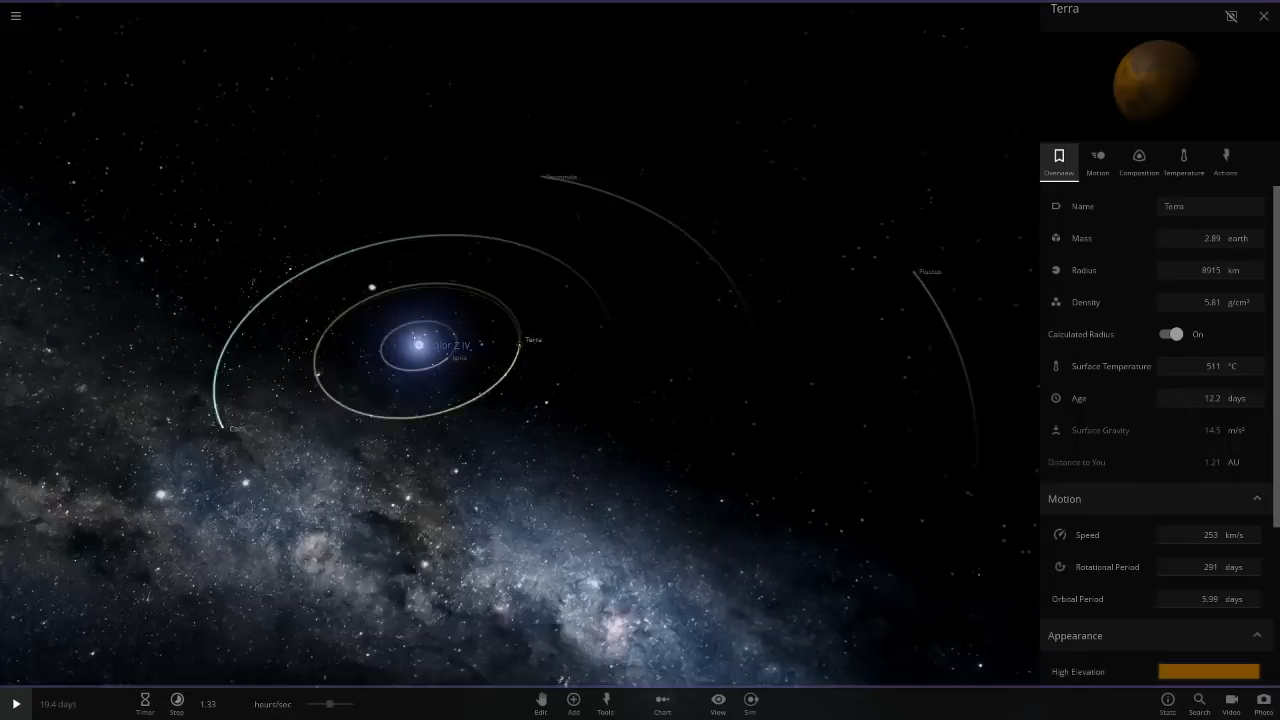 Terra
Overview
Motion
Composition
Temperature
Actions
Name Terra
Mass 2.89 earth
Radius 8915 km
Density 5.81 g/cm³
Calculated Radius On
Surface Temperature 511 °C
Age 12.2 days
Surface Gravity 14.5 m/s²
Distance to You 1.21 AU
Motion
Speed 253 km/s
Rotational Period 291 days
Orbital Period 5.99 days
Appearance
High Elevation
Terra
Ignis
Fluctus
19.4 days
Timer
Step
1.33 hours/sec
Edit
Add
Tools
Chart
View
Sim
Stats
Search
Video
Photo